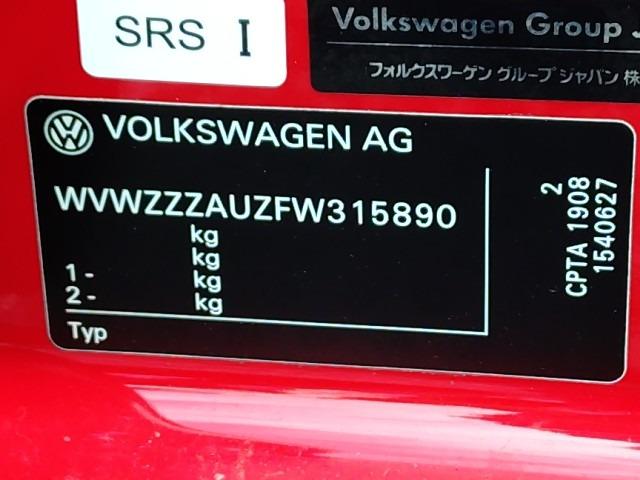 SRS I
Volkswagen Group J
フォルクスワーゲン グループ ジャパン 株
VOLKSWAGEN AG
WVWZZZAUZFW315890
kg
kg
1- kg
2- kg
Typ
2
CPTA 1908
1540627